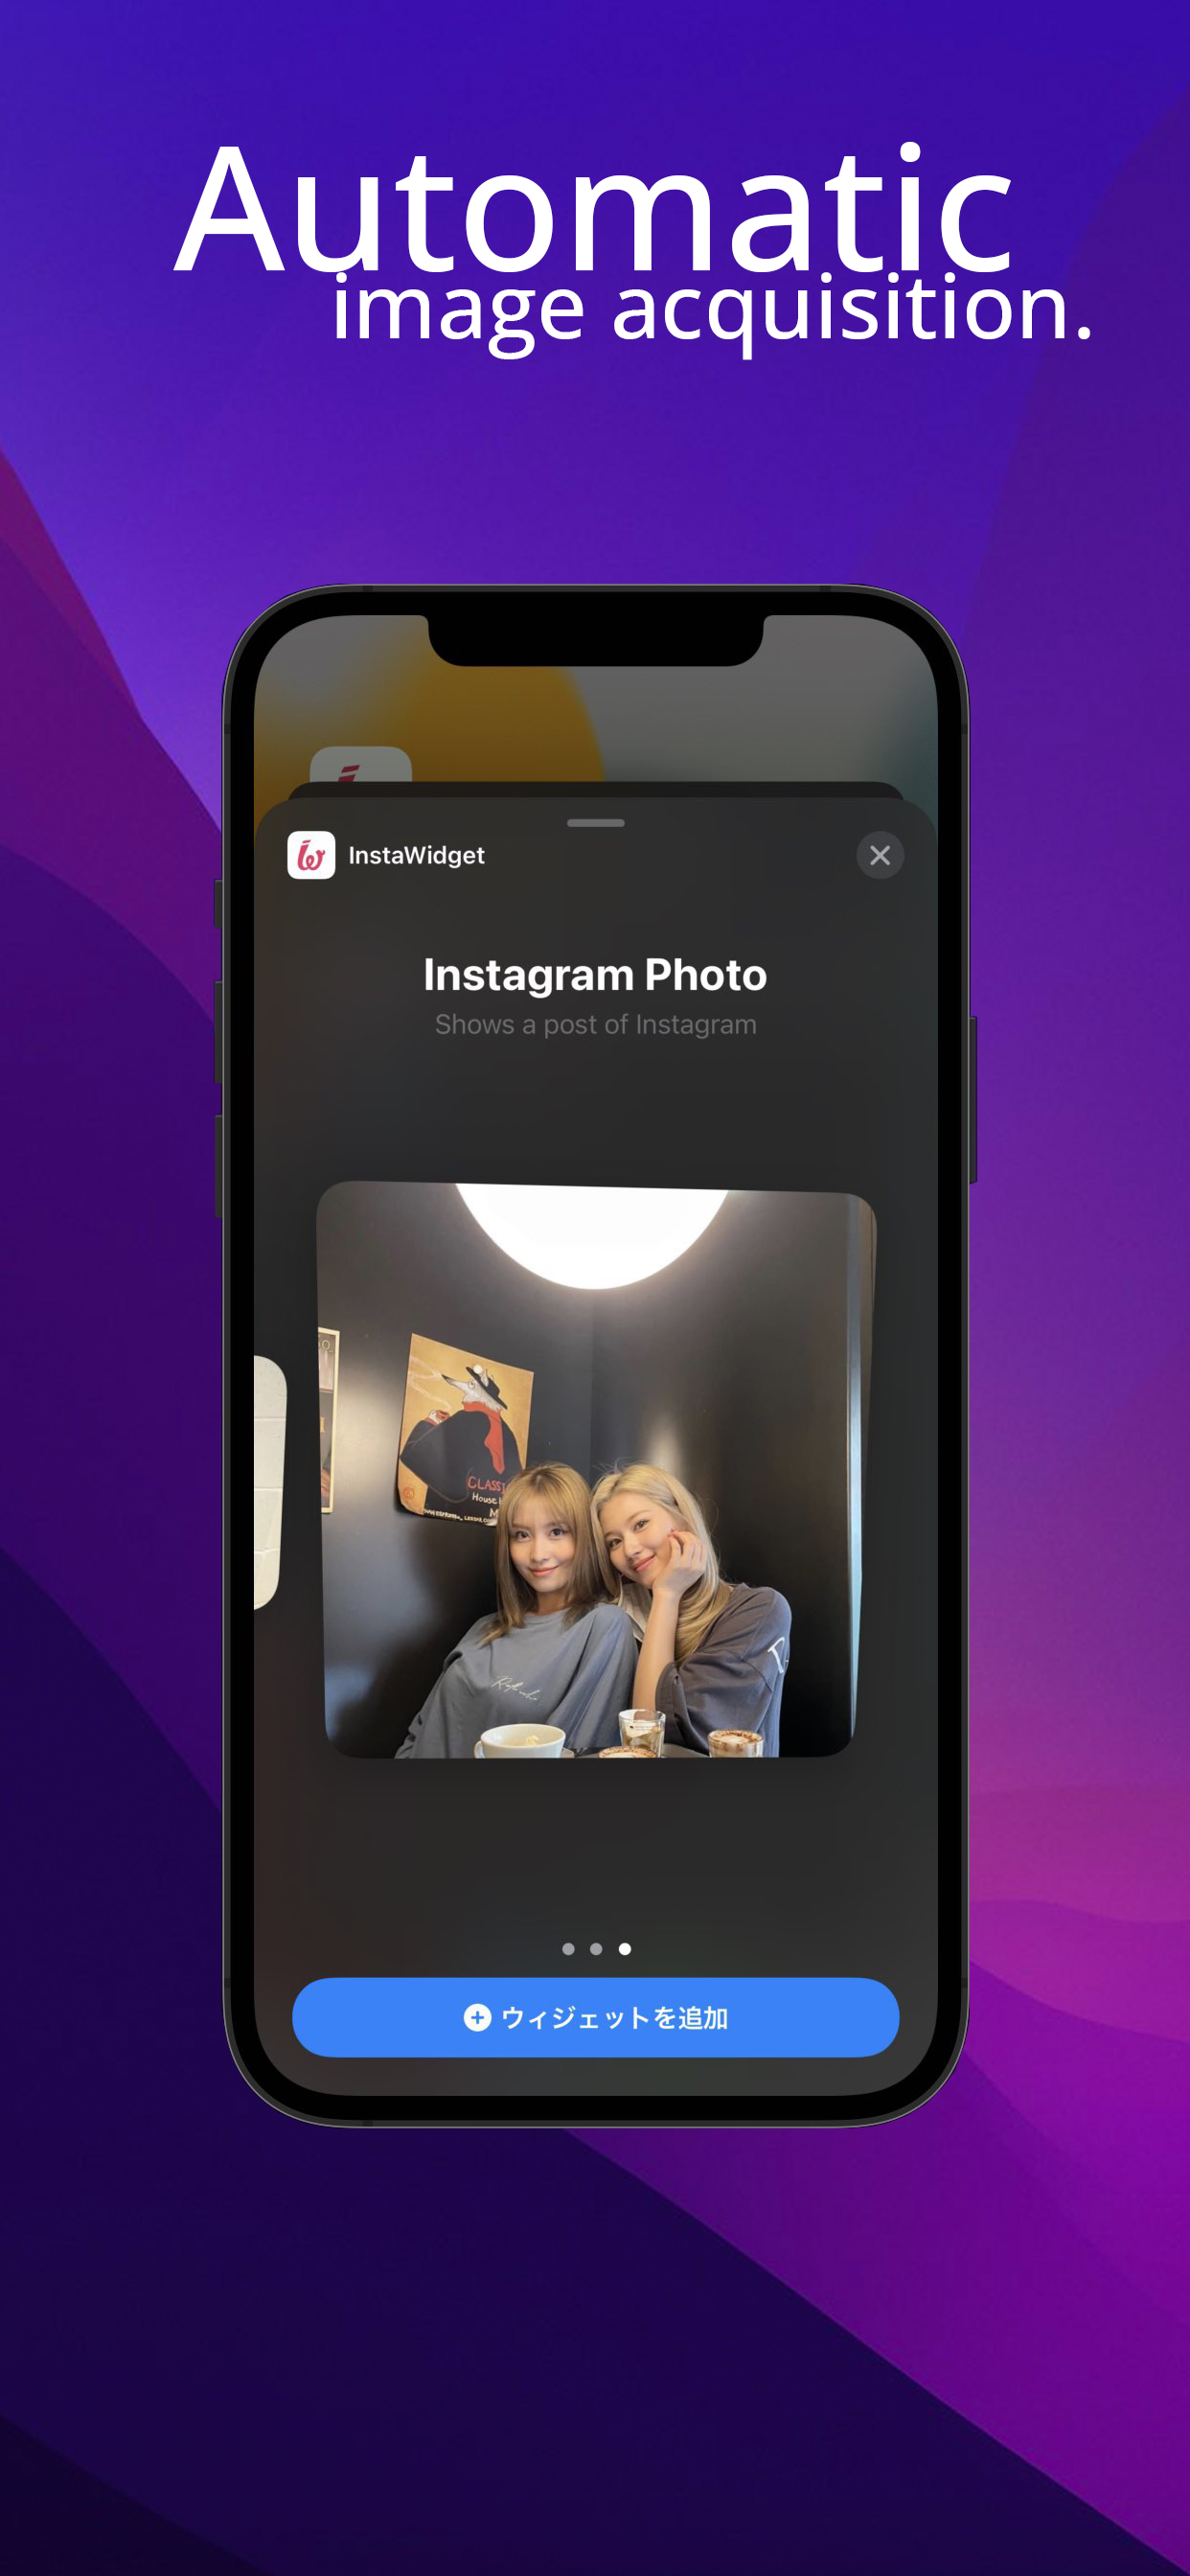 Automatic
image acquisition.
InstaWidget
Instagram Photo
Shows a post of Instagram
CLASSI
House
M
ウィジェットを追加